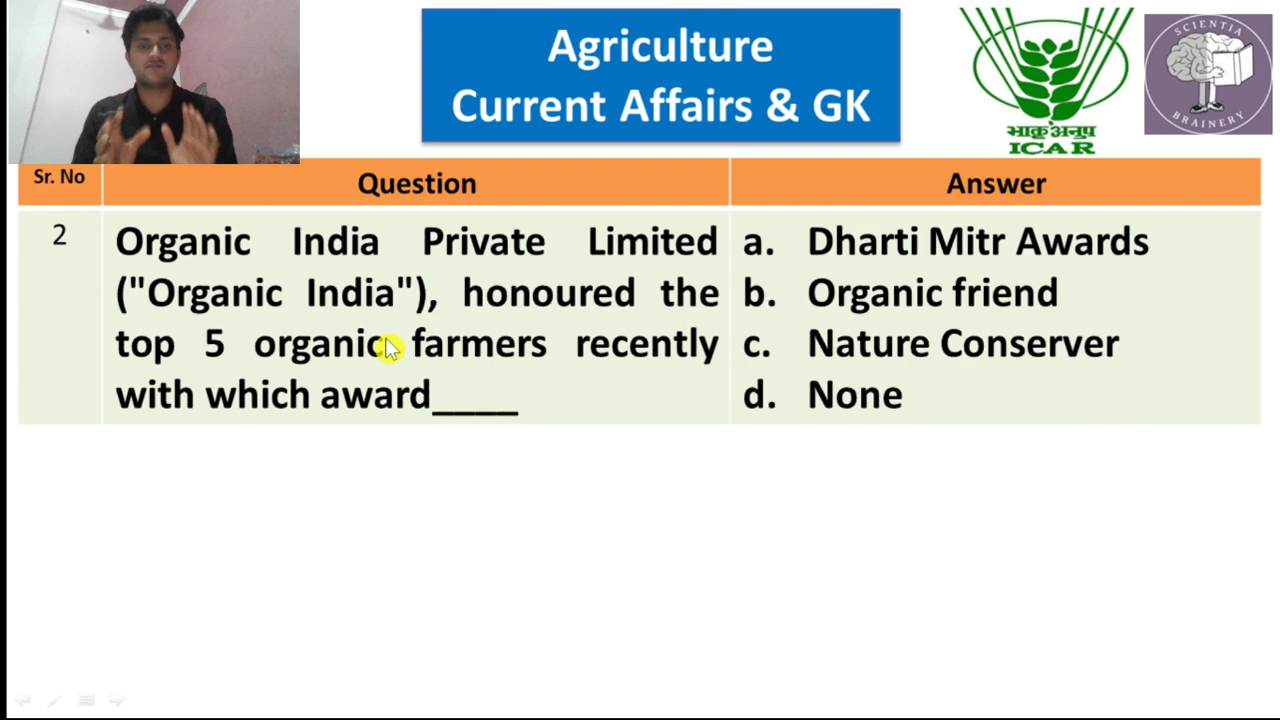 Agriculture
Current Affairs & GK
भाकृअनुप
ICAR
SCIENTIA
BRAINERY
Sr. No
Question
Answer
2
Organic India Private Limited
("Organic India"), honoured the
top 5 organic farmers recently
with which award____
a. Dharti Mitr Awards
b. Organic friend
c. Nature Conserver
d. None